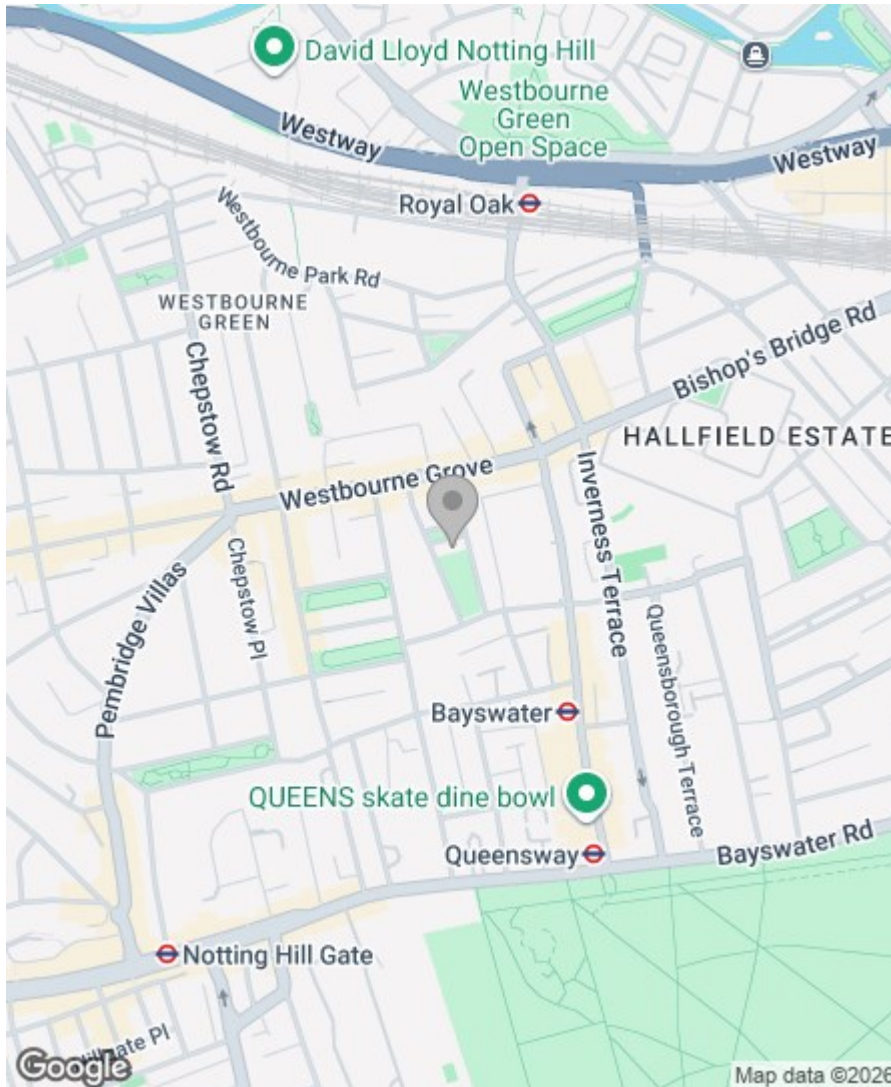 David Lloyd Notting Hill
Westbourne
Green
Open Space
Westway
Westway
Royal Oak
Westbourne Park Rd
WESTBOURNE
GREEN
Chepstow Rd
Bishop's Bridge Rd
HALLFIELD ESTATE
Westbourne Grove
Inverness Terrace
Chepstow Pl
Pembridge Villas
Queensborough Terrace
Bayswater
QUEENS skate dine bowl
Queensway
Bayswater Rd
Notting Hill Gate
Pl
Google
Map data ©2026